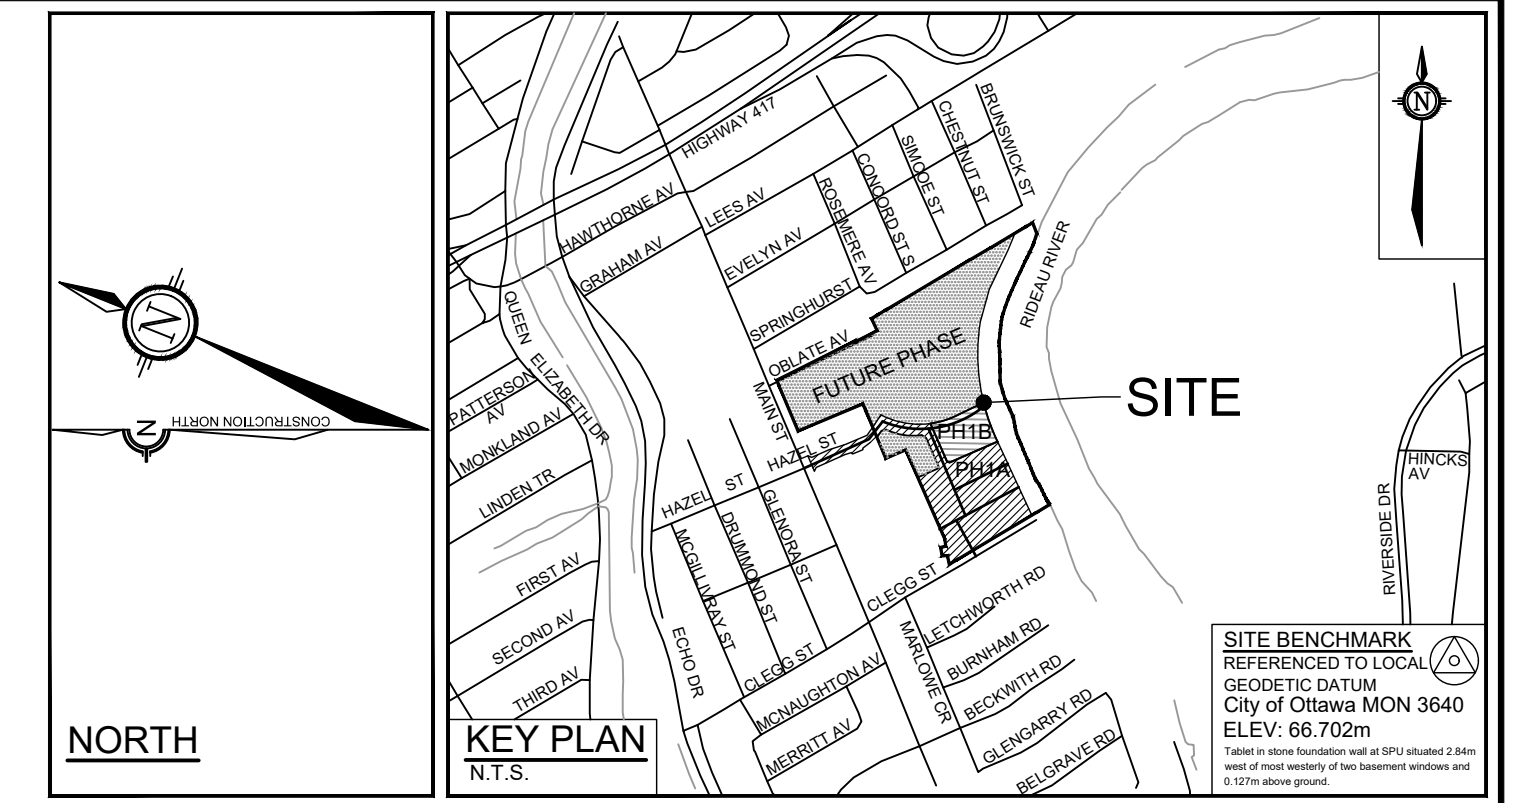 N
CONSTRUCTION NORTH
N
NORTH
N
HIGHWAY 417
BRUNSWICK ST
CHESTNUT ST
SIMCOE ST
CONCORD ST S
ROSEMERE AV
HAWTHORNE AV
LEES AV
GRAHAM AV
EVELYN AV
SPRINGHURST
OBLATE AV
RIDEAU RIVER
FUTURE PHASE
SITE
QUEEN ELIZABETH DR
PATTERSON
AV
MONKLAND AV
LINDEN TR
MAIN ST
HAZEL ST
HAZEL ST
PH1B
PH1A
GLENORA ST
DRUMMOND ST
MCGILLIVRAY ST
FIRST AV
SECOND AV
THIRD AV
ECHO DR
CLEGG ST
CLEGG ST
LETCHWORTH RD
BURNHAM RD
MARLOWE CR
BECKWITH RD
MCNAUGHTON AV
MERRITT AV
GLENGARRY RD
BELGRAVE RD
HINCKS
AV
RIVERSIDE DR
KEY PLAN
N.T.S.
SITE BENCHMARK
REFERENCED TO LOCAL
GEODETIC DATUM
City of Ottawa MON 3640
ELEV: 66.702m
Tablet in stone foundation wall at SPU situated 2.84m
west of most westerly of two basement windows and
0.127m above ground.